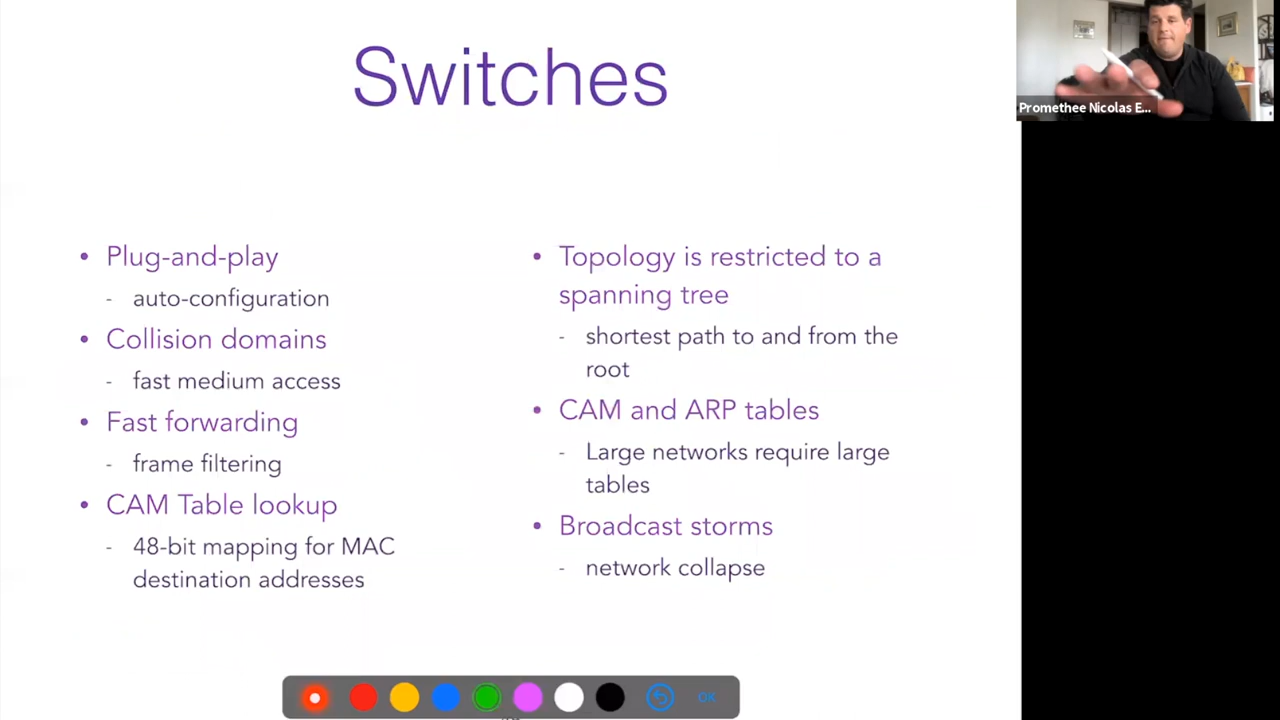 Switches
Promethee Nicolas E...
• Plug-and-play
- auto-configuration
• Collision domains
- fast medium access
• Fast forwarding
- frame filtering
• CAM Table lookup
- 48-bit mapping for MAC
destination addresses
• Topology is restricted to a
spanning tree
- shortest path to and from the
root
• CAM and ARP tables
- Large networks require large
tables
• Broadcast storms
- network collapse
OK